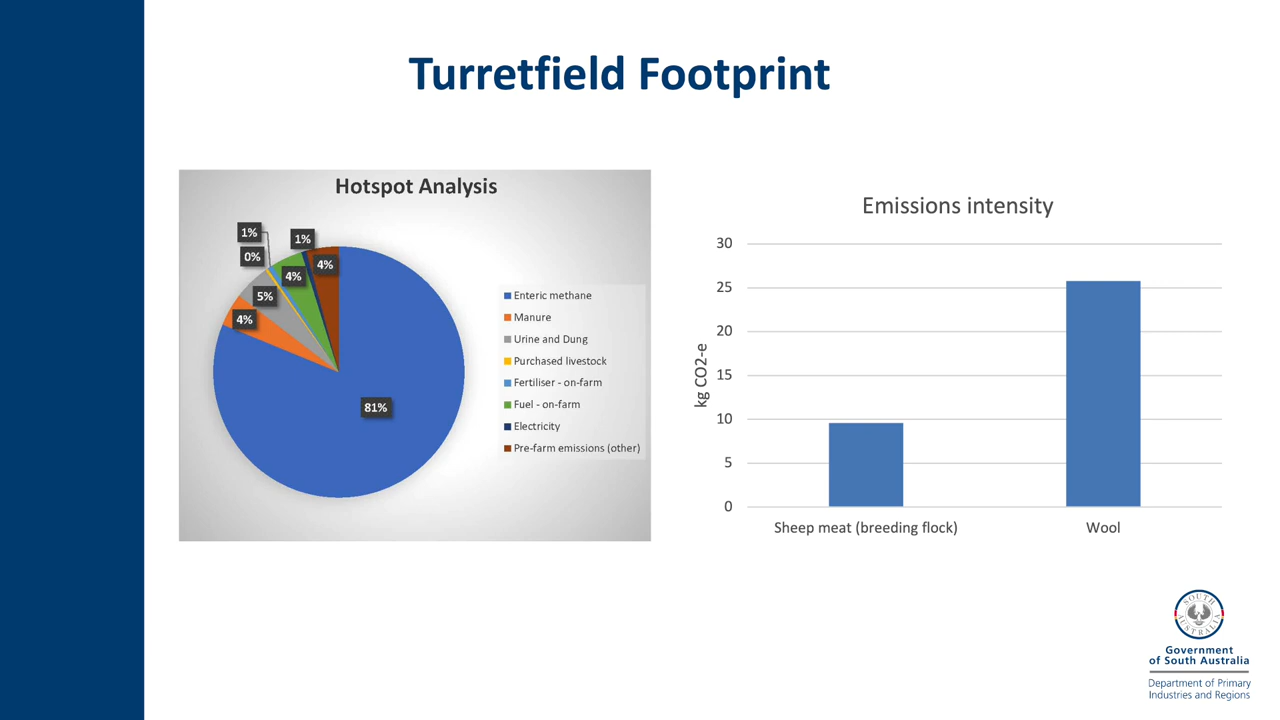 Turretfield Footprint
Hotspot Analysis
1%
0%
1%
4%
4%
5%
4%
81%
Enteric methane
Manure
Urine and Dung
Purchased livestock
Fertiliser - on-farm
Fuel - on-farm
Electricity
Pre-farm emissions (other)
Emissions intensity
kg CO2-e
30
25
20
15
10
5
0
Sheep meat (breeding flock)
Wool
SOUTH
AUSTRALIA
Government
of South Australia
Department of Primary
Industries and Regions